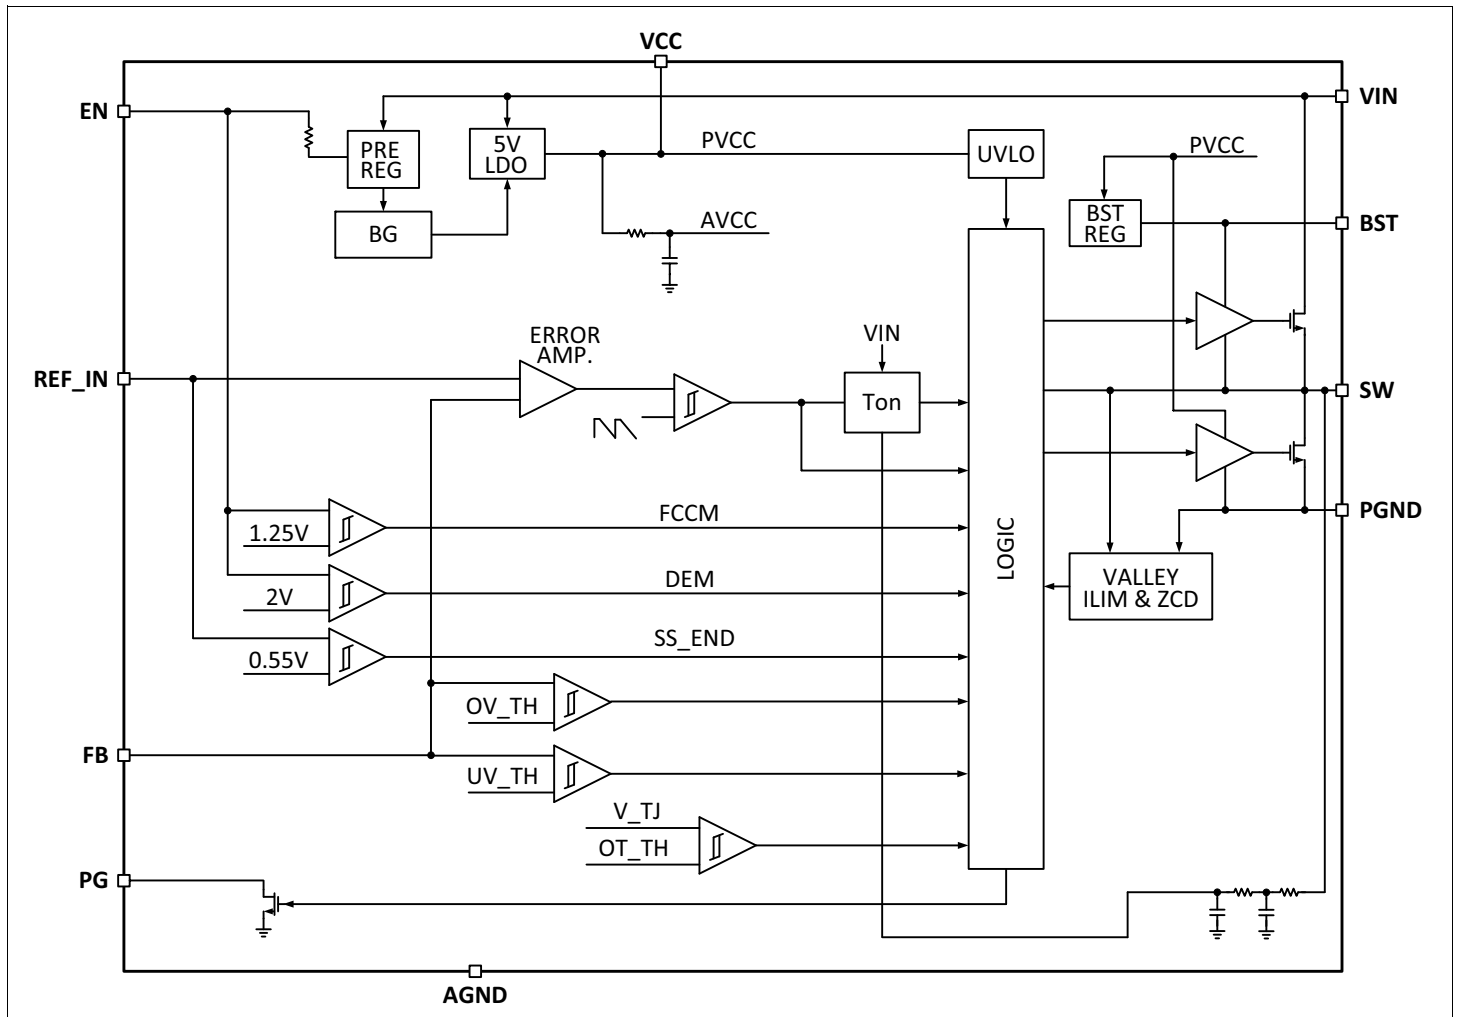 VCC
EN
VIN
PRE
REG
5V
LDO
PVCC
UVLO
PVCC
BG
AVCC
BST
REG
BST
ERROR
AMP.
VIN
REF_IN
Ton
SW
1.25V
FCCM
LOGIC
PGND
2V
DEM
VALLEY
ILIM & ZCD
0.55V
SS_END
OV_TH
FB
UV_TH
V_TJ
OT_TH
PG
AGND